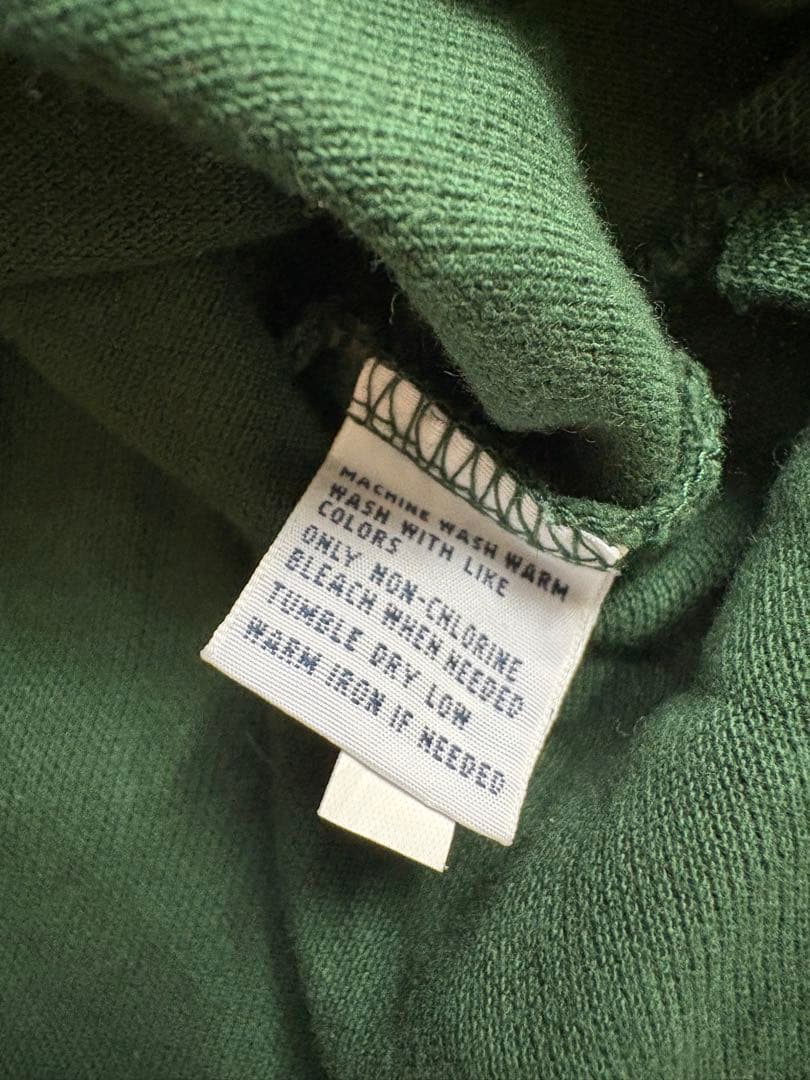 MACHINE WASH WARM
WASH WITH LIKE
COLORS
ONLY NON-CHLORINE
BLEACH WHEN NEEDED
TUMBLE DRY LOW
WARM IRON IF NEEDED